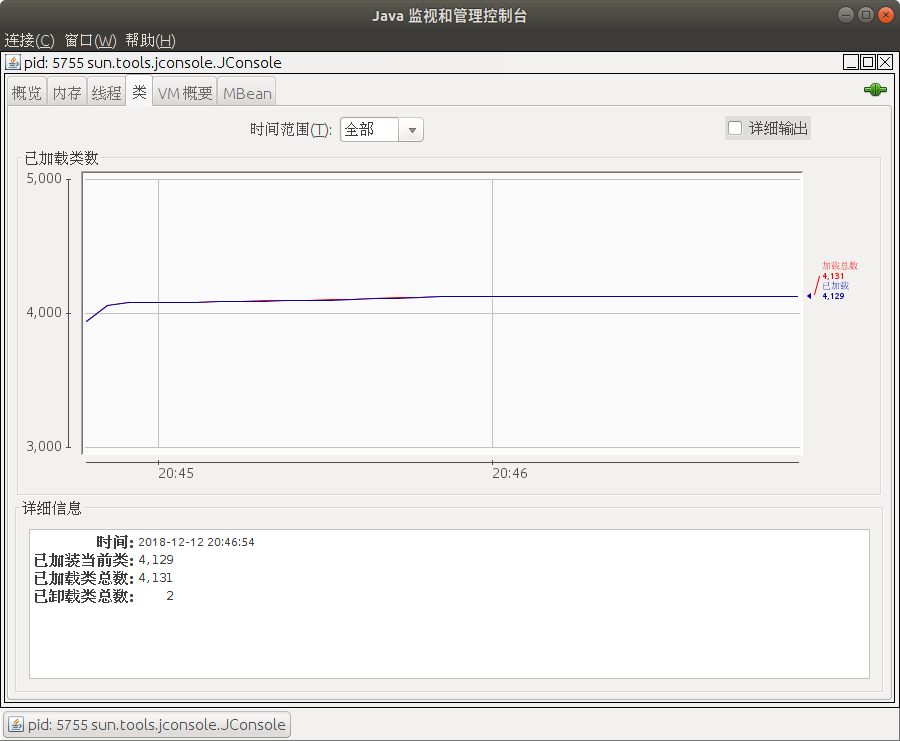 Java 监视和管理控制台
连接(C) 窗口(W) 帮助(H)
pid: 5755 sun.tools.jconsole.JConsole
概览 内存 线程 类 VM 概要 MBean
时间范围(T): 全部 详细输出
已加载类数
5,000
加载总数
4,131
已加载
4,129
4,000
3,000
20:45 20:46
详细信息
时间: 2018-12-12 20:46:54
已加装当前类: 4,129
已加载类总数: 4,131
已卸载类总数: 2
pid: 5755 sun.tools.jconsole.JConsole